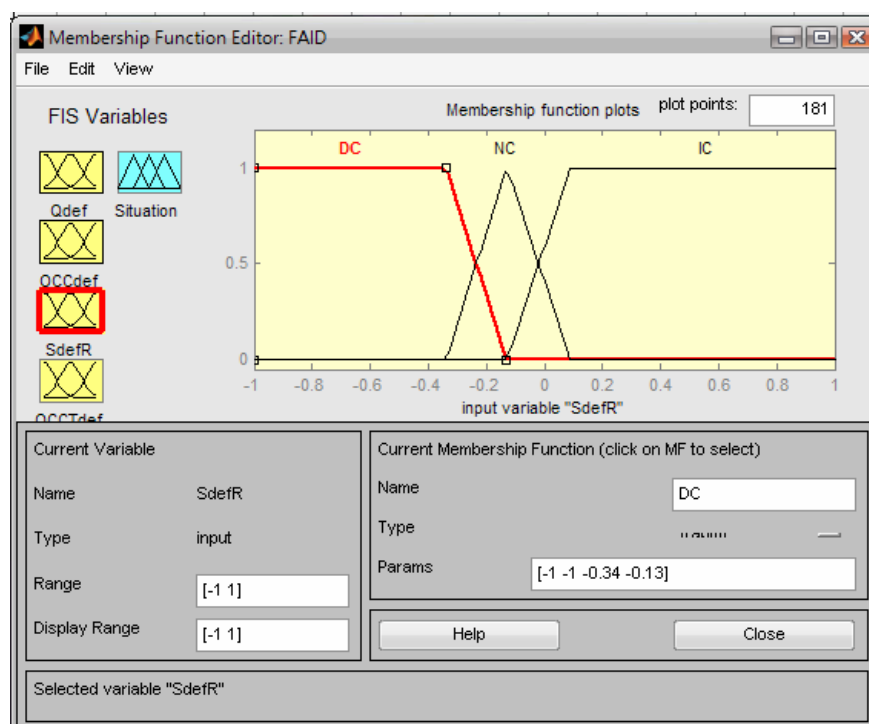 Membership Function Editor: FAID
File Edit View
FIS Variables
Membership function plots plot points: 181
DC NC IC
Qdef Situation
OCCdef
SdefR
OCCTdef
1
0.5
0
-1 -0.8 -0.6 -0.4 -0.2 0 0.2 0.4 0.6 0.8 1
input variable "SdefR"
Current Variable
Name SdefR
Type input
Range [-1 1]
Display Range [-1 1]
Current Membership Function (click on MF to select)
Name DC
Type
Params [-1 -1 -0.34 -0.13]
Help Close
Selected variable "SdefR"